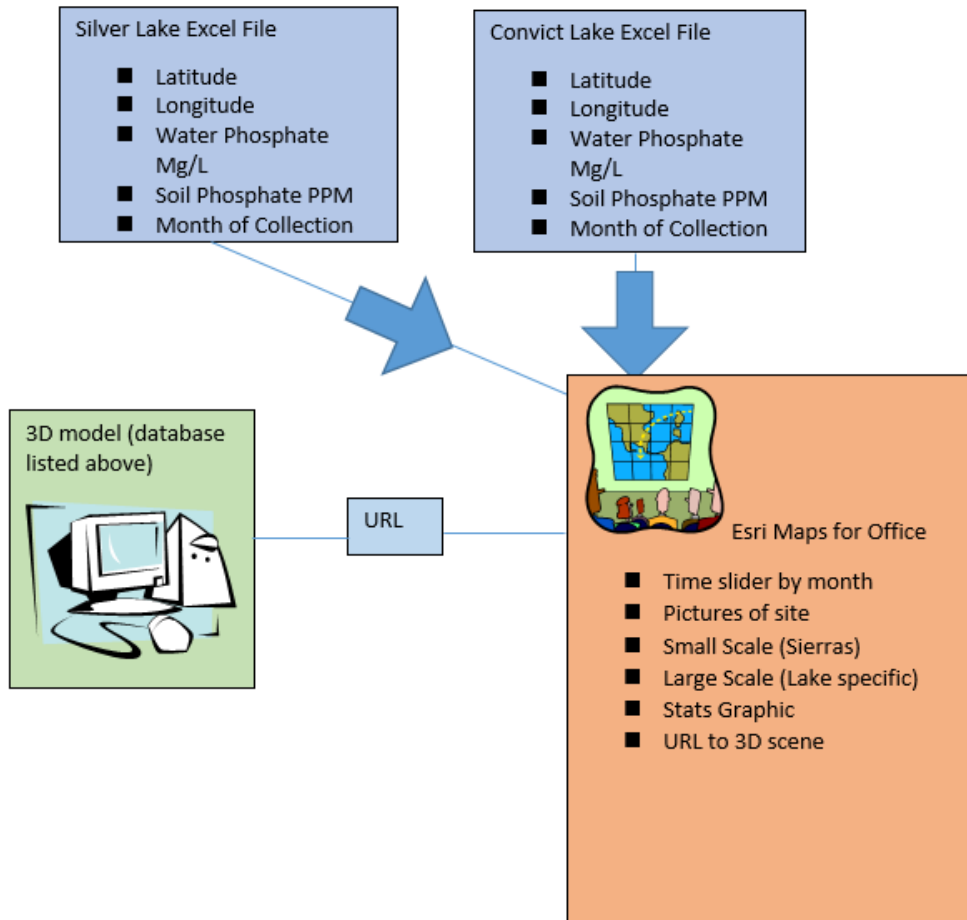 Silver Lake Excel File
■ Latitude
■ Longitude
■ Water Phosphate
Mg/L
■ Soil Phosphate PPM
■ Month of Collection
Convict Lake Excel File
■ Latitude
■ Longitude
■ Water Phosphate
Mg/L
■ Soil Phosphate PPM
■ Month of Collection
3D model (database
listed above)
URL
Esri Maps for Office
■ Time slider by month
■ Pictures of site
■ Small Scale (Sierras)
■ Large Scale (Lake specific)
■ Stats Graphic
■ URL to 3D scene